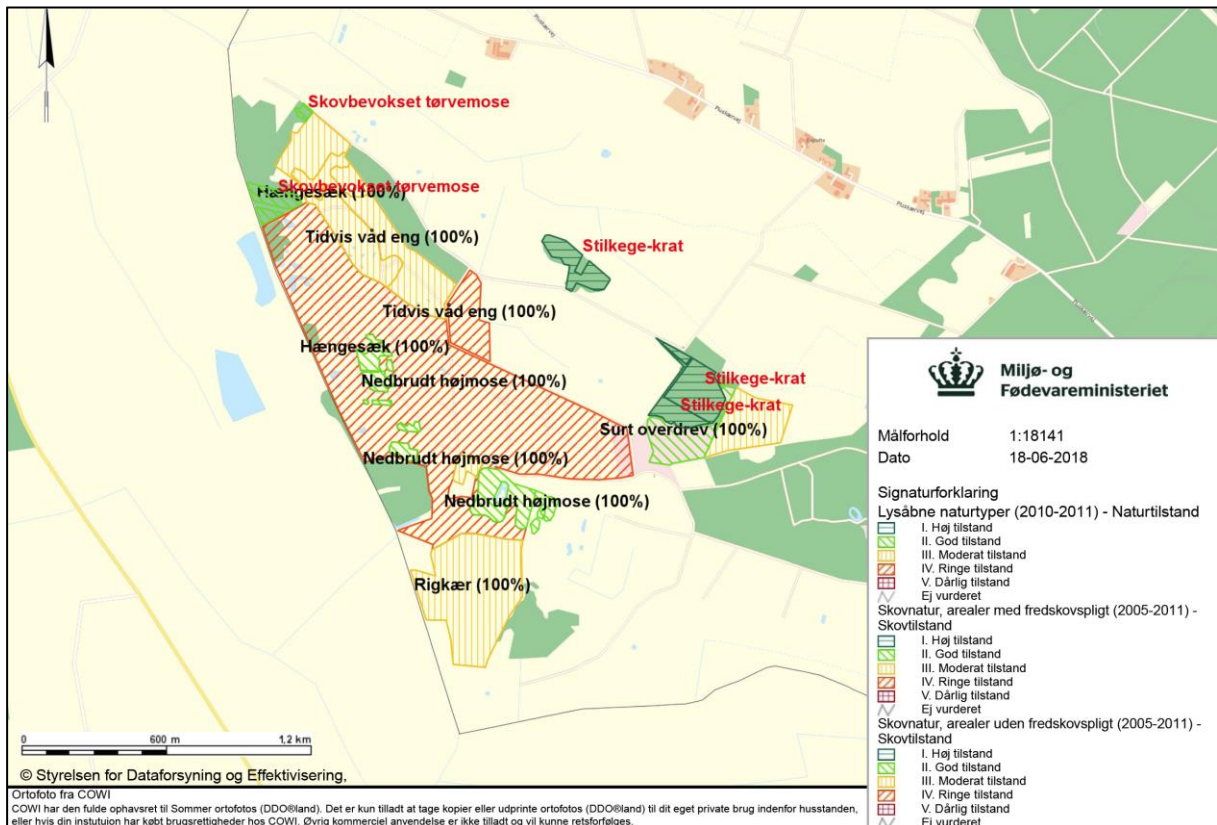 Pluskærvej
Pluskærvej
Pluskærvej
Skovbevokset tørvemose
Skovbevokset tørvemose
Hængesæk (100%)
Tidvis våd eng (100%)
Stilkege-krat
Tidvis våd eng (100%)
Hængesæk (100%)
Nedbrudt højmose (100%)
Stilkege-krat
Stilkege-krat
Surt overdrev (100%)
Nedbrudt højmose (100%)
Nedbrudt højmose (100%)
Rigkær (100%)
0 600 m 1,2 km
© Styrelsen for Dataforsyning og Effektivisering,
Miljø- og
Fødevareministeriet
Målforhold 1:18141
Dato 18-06-2018
Signaturforklaring
Lysåbne naturtyper (2010-2011) - Naturtilstand
I. Høj tilstand
II. God tilstand
III. Moderat tilstand
IV. Ringe tilstand
V. Dårlig tilstand
Ej vurderet
Skovnatur, arealer med fredskovspligt (2005-2011) -
Skovtilstand
I. Høj tilstand
II. God tilstand
III. Moderat tilstand
IV. Ringe tilstand
V. Dårlig tilstand
Ej vurderet
Skovnatur, arealer uden fredskovspligt (2005-2011) -
Skovtilstand
I. Høj tilstand
II. God tilstand
III. Moderat tilstand
IV. Ringe tilstand
V. Dårlig tilstand
Ej vurderet
Ortofoto fra COWI
COWI har den fulde ophavsret til Sommer ortofotos (DDO®land). Det er kun tilladt at tage kopier eller udprinte ortofotos (DDO®land) til dit eget private brug indenfor husstanden,
eller hvis din instutuion har købt brugsrettigheder hos COWI. Øvrig kommerciel anvendelse er ikke tilladt og vil kunne retsforfølges.